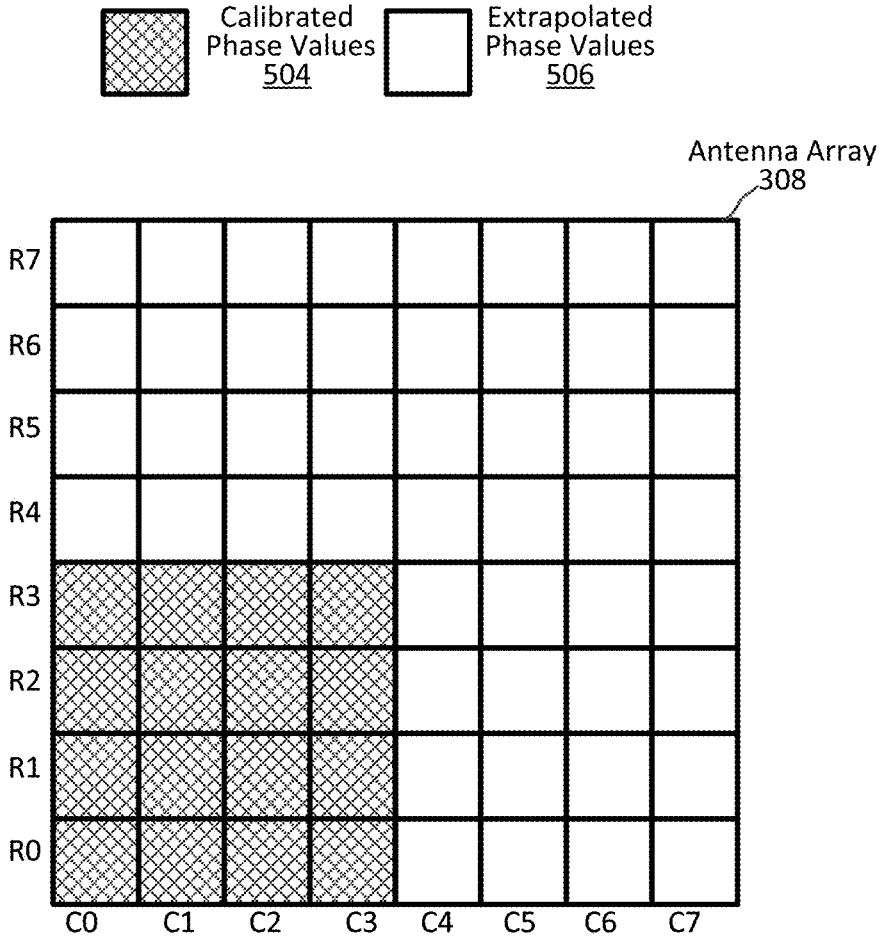 Calibrated
Phase Values
504
Extrapolated
Phase Values
506
Antenna Array
308
R7
R6
R5
R4
R3
R2
R1
R0
C0 C1 C2 C3 C4 C5 C6 C7